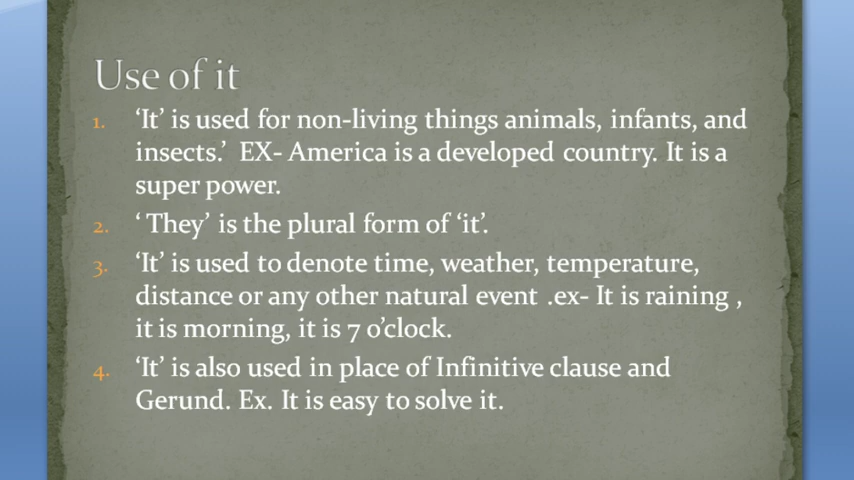 Use of it
1. ‘It’ is used for non-living things animals, infants, and
insects.’ EX- America is a developed country. It is a
super power.
2. ‘ They’ is the plural form of ‘it’.
3. ‘It’ is used to denote time, weather, temperature,
distance or any other natural event .ex- It is raining ,
it is morning, it is 7 o’clock.
4. ‘It’ is also used in place of Infinitive clause and
Gerund. Ex. It is easy to solve it.